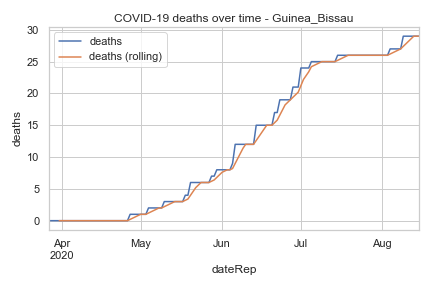 COVID-19 deaths over time - Guinea_Bissau
deaths
deaths (rolling)
30
25
20
15
10
5
0
deaths
Apr
2020
May
Jun
Jul
Aug
dateRep